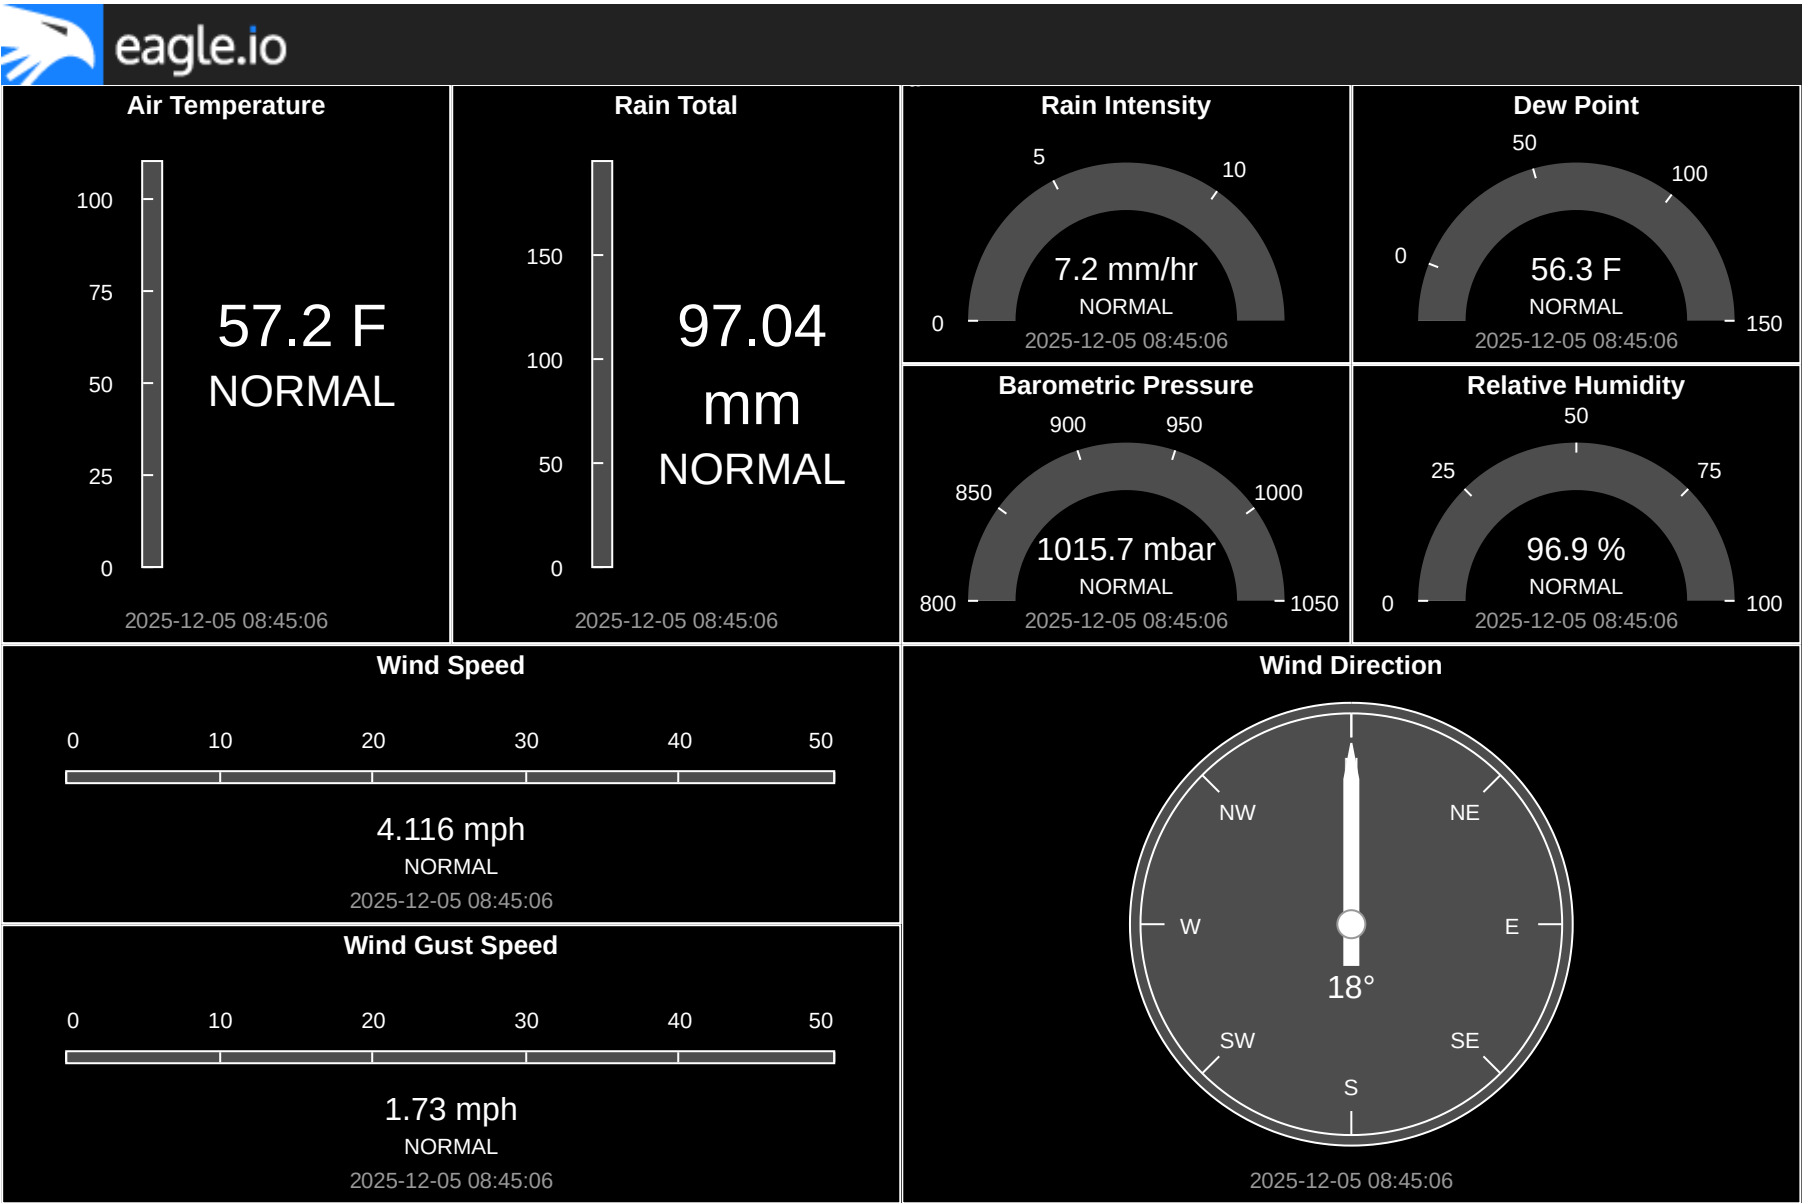 eagle.io
Air Temperature
100
75
50
25
0
57.2 F
NORMAL
2025-12-05 08:45:06
Rain Total
150
100
50
0
97.04
mm
NORMAL
2025-12-05 08:45:06
Rain Intensity
0
5
10
7.2 mm/hr
NORMAL
2025-12-05 08:45:06
Dew Point
0
50
100
150
56.3 F
NORMAL
2025-12-05 08:45:06
Barometric Pressure
800
850
900
950
1000
1050
1015.7 mbar
NORMAL
2025-12-05 08:45:06
Relative Humidity
0
25
50
75
100
96.9 %
NORMAL
2025-12-05 08:45:06
Wind Speed
0 10 20 30 40 50
4.116 mph
NORMAL
2025-12-05 08:45:06
Wind Gust Speed
0 10 20 30 40 50
1.73 mph
NORMAL
2025-12-05 08:45:06
Wind Direction
NW NE
W E
18°
SW SE
S
2025-12-05 08:45:06